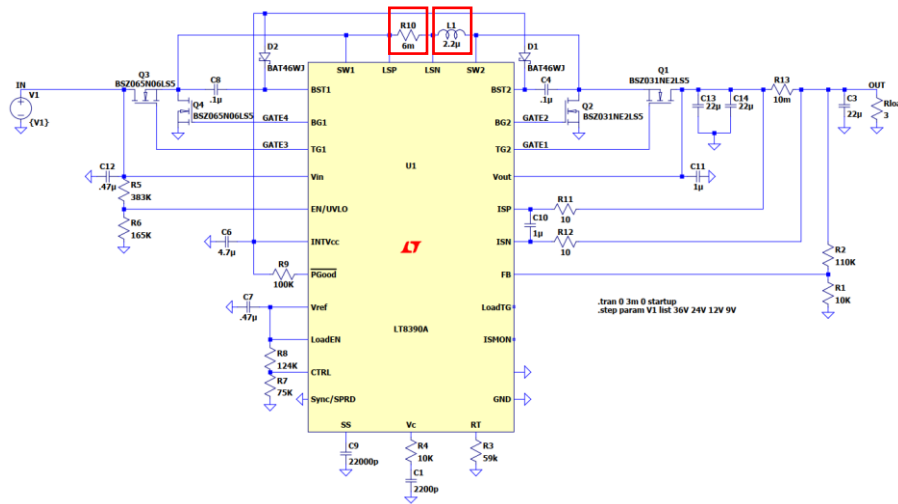 R10
6m
L1
2.2µ
D2
BAT46WJ
D1
BAT46WJ
SW1
LSP
LSN
SW2
Q3
BSZ065N06LS5
C8
.1µ
BST1
BST2
C4
.1µ
Q1
BSZ031NE2LS5
R13
10m
IN
V1
{V1}
OUT
Q4
BSZ065N06LS5
GATE4
BG1
BG2
GATE2
Q2
BSZ031NE2LS5
C13
22µ
C14
22µ
C3
22µ
Rloa
3
GATE3
TG1
TG2
GATE1
U1
C12
.47µ
R5
383K
Vin
Vout
C11
1µ
R6
165K
EN/UVLO
ISP
R11
10
C10
1µ
C6
4.7µ
INTVcc
ISN
R12
10
R9
100K
PGood
FB
R2
110K
R1
10K
C7
.47µ
Vref
LoadTG
.tran 0 3m 0 startup
.step param V1 list 36V 24V 12V 9V
LT8390A
LoadEN
ISMON
R8
124K
CTRL
R7
75K
Sync/SPRD
GND
SS
Vc
RT
C9
22000p
R4
10K
R3
59k
C1
2200p